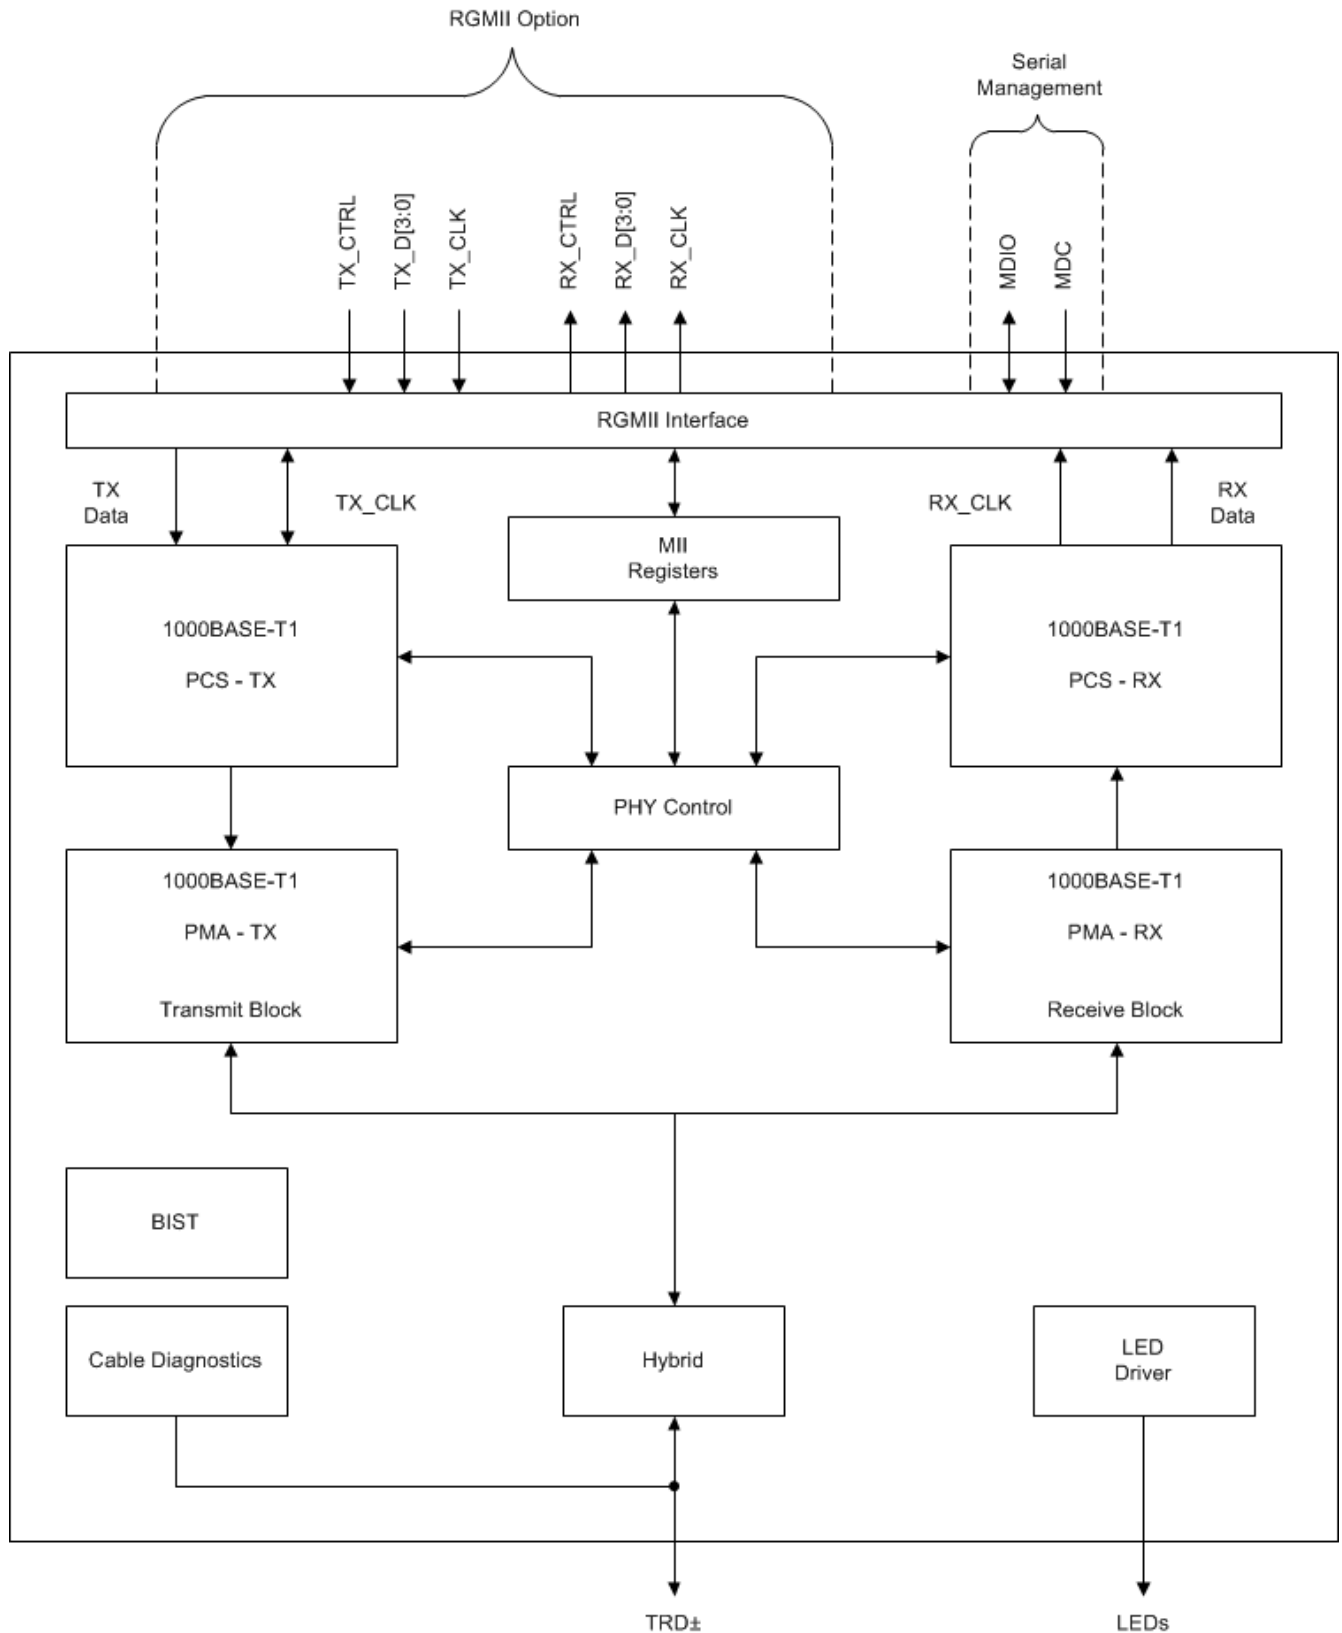 RGMII Option
Serial
Management
TX_CTRL
TX_D[3:0]
TX_CLK
RX_CTRL
RX_D[3:0]
RX_CLK
MDIO
MDC
RGMII Interface
TX
Data
TX_CLK
RX_CLK
RX
Data
MII
Registers
1000BASE-T1
PCS - TX
1000BASE-T1
PCS - RX
PHY Control
1000BASE-T1
PMA - TX
Transmit Block
1000BASE-T1
PMA - RX
Receive Block
BIST
Cable Diagnostics
Hybrid
LED
Driver
TRD±
LEDs